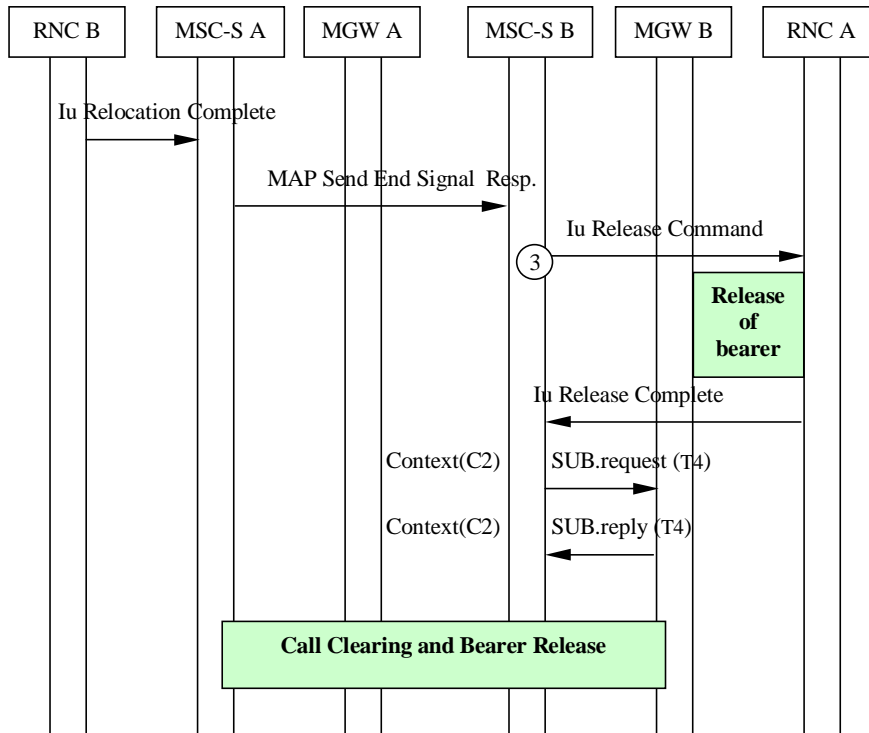 RNC B
MSC-S A
MGW A
MSC-S B
MGW B
RNC A
Iu Relocation Complete
MAP Send End Signal Resp.
Iu Release Command
3
Release
of
bearer
Iu Release Complete
Context(C2) SUB.request (T4)
Context(C2) SUB.reply (T4)
Call Clearing and Bearer Release